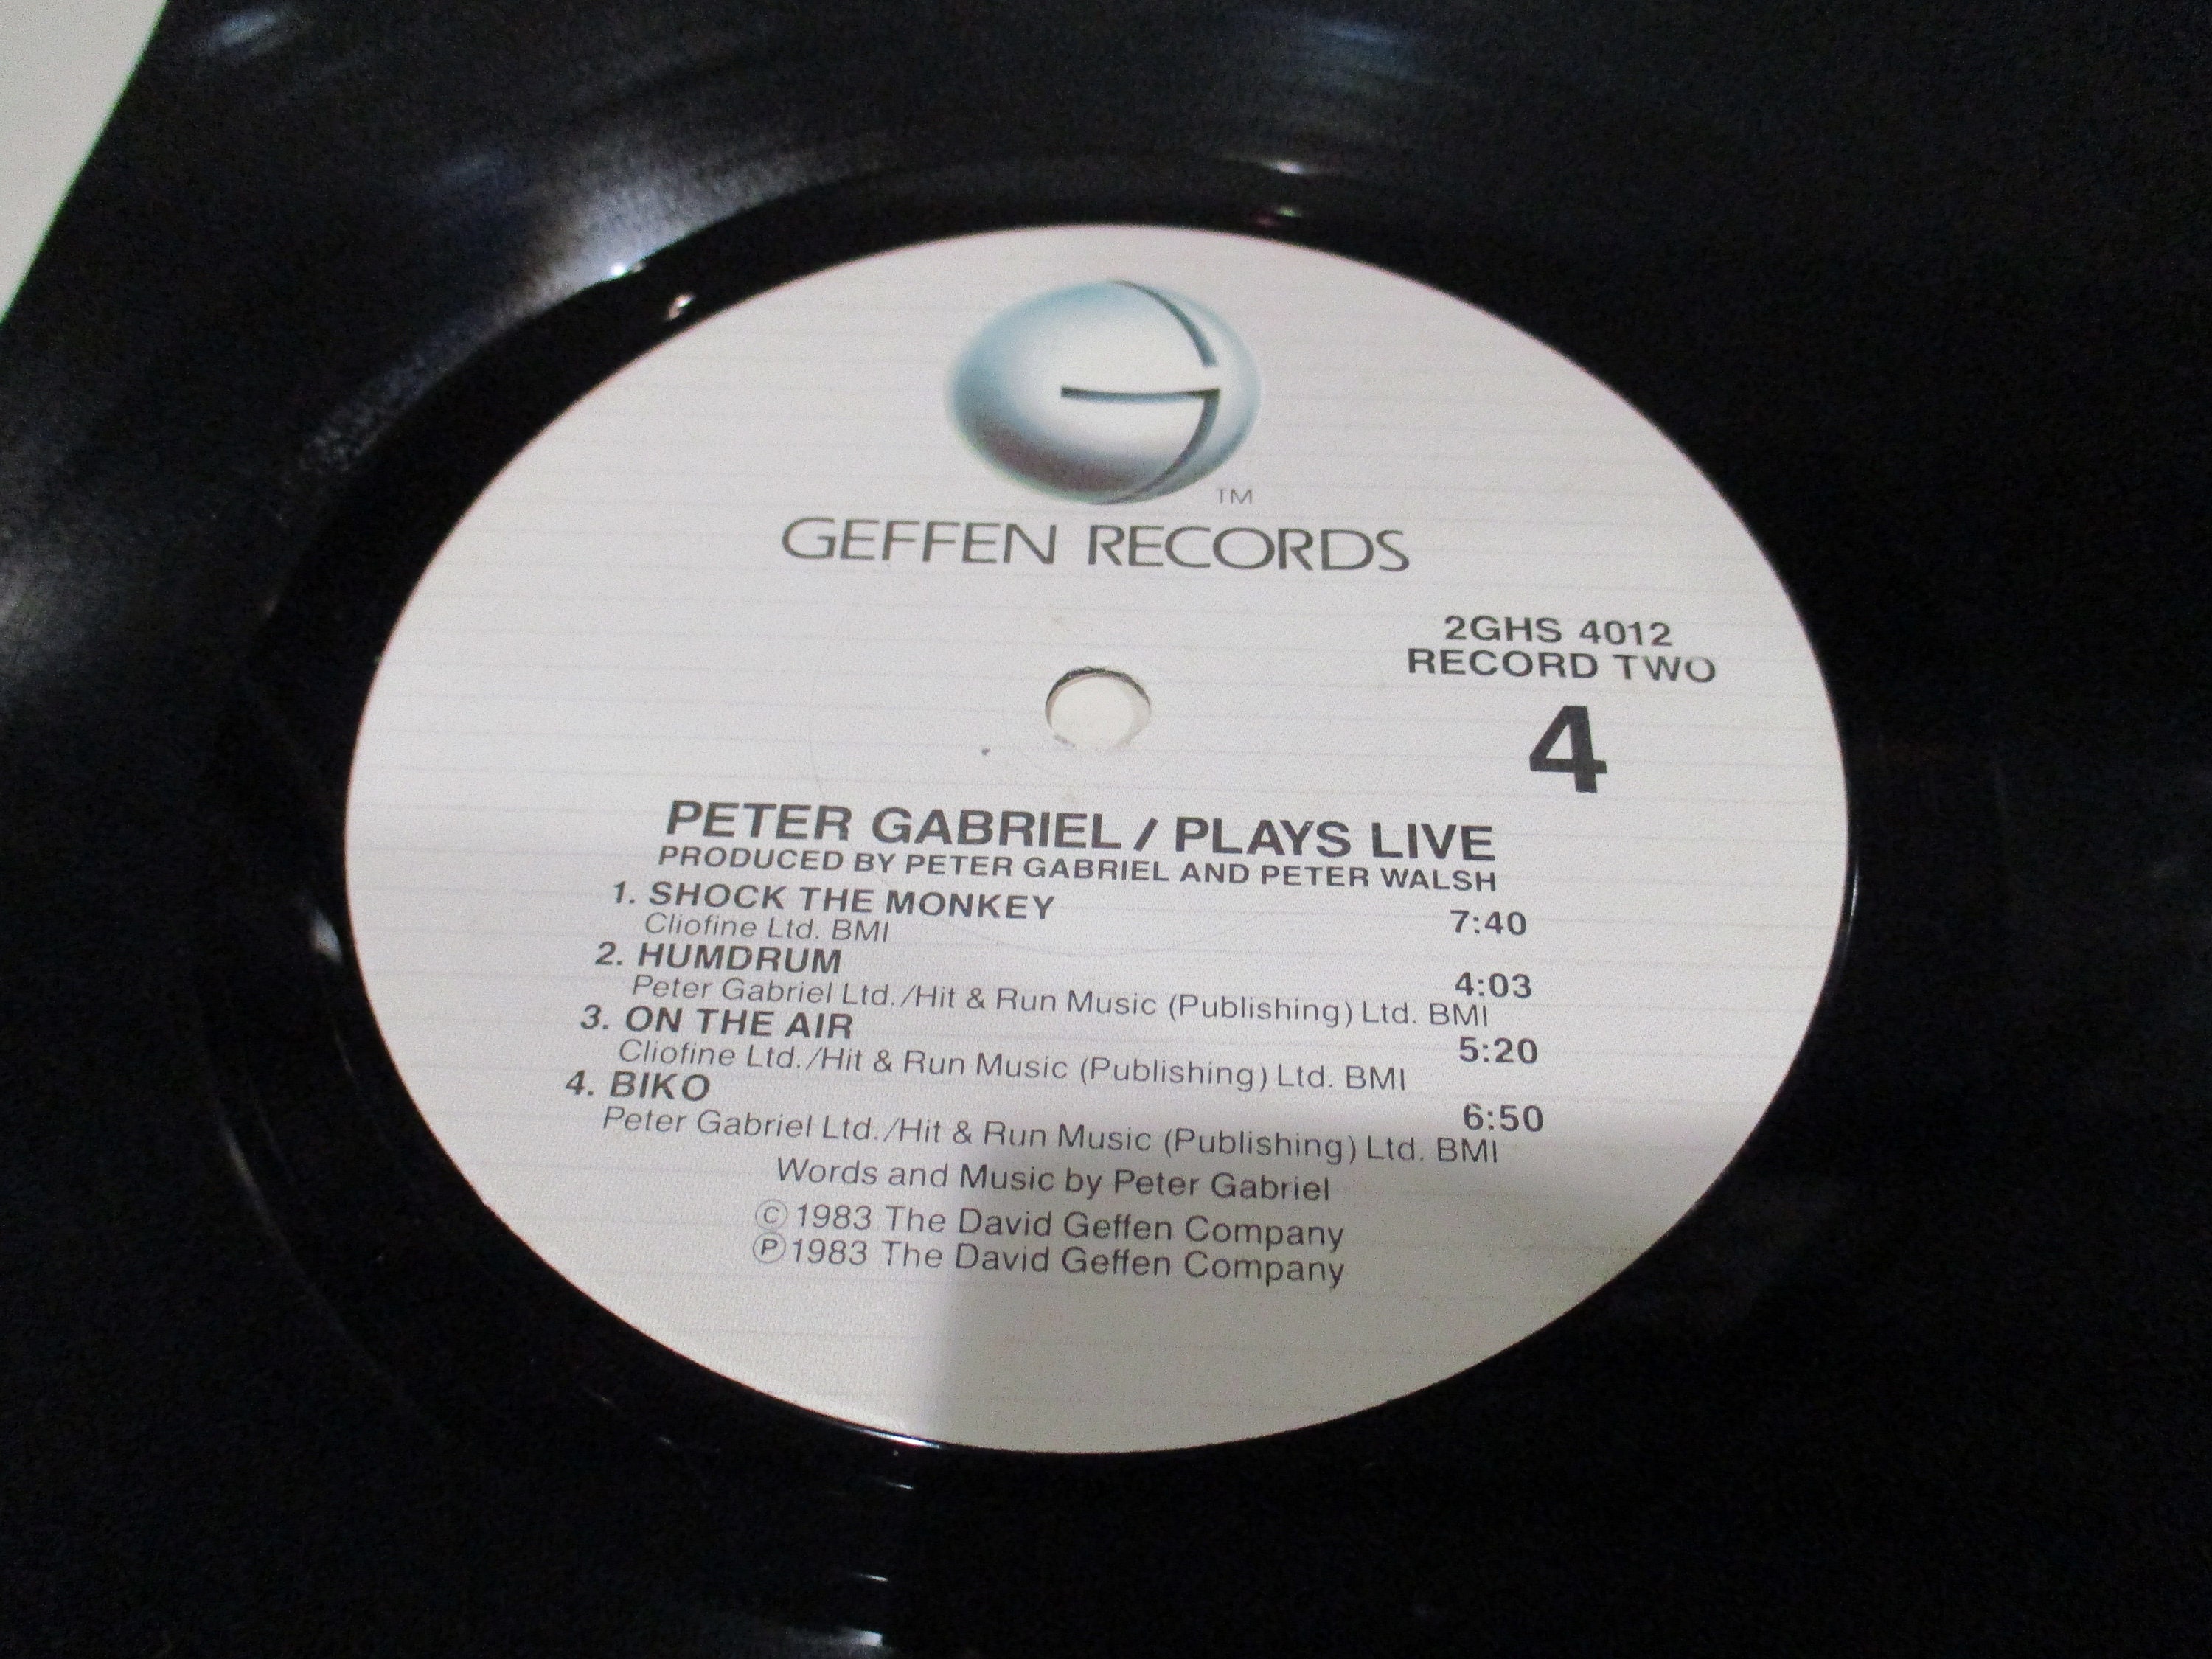 TM
GEFFEN RECORDS
2GHS 4012
RECORD TWO
4
PETER GABRIEL / PLAYS LIVE
PRODUCED BY PETER GABRIEL AND PETER WALSH
1. SHOCK THE MONKEY 7:40
Cliofine Ltd. BMI
2. HUMDRUM 4:03
Peter Gabriel Ltd./Hit & Run Music (Publishing) Ltd. BMI
3. ON THE AIR 5:20
Cliofine Ltd./Hit & Run Music (Publishing) Ltd. BMI
4. BIKO 6:50
Peter Gabriel Ltd./Hit & Run Music (Publishing) Ltd. BMI
Words and Music by Peter Gabriel
Ⓒ1983 The David Geffen Company
Ⓟ1983 The David Geffen Company